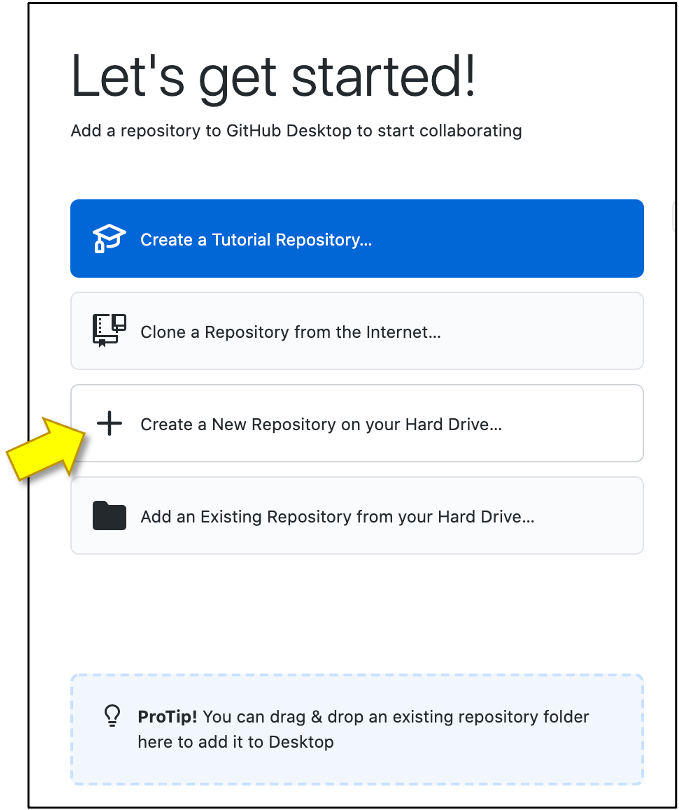 Let's get started!
Add a repository to GitHub Desktop to start collaborating
Create a Tutorial Repository...
Clone a Repository from the Internet...
Create a New Repository on your Hard Drive...
Add an Existing Repository from your Hard Drive...
ProTip! You can drag & drop an existing repository folder
here to add it to Desktop